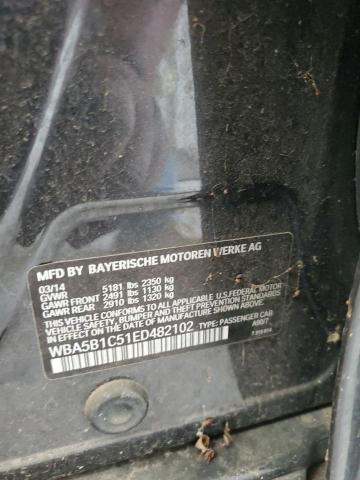 MFD BY BAYERISCHE MOTOREN WERKE AG
03/14
GVWR 5181 lbs 2350 kg
GAWR FRONT 2491 lbs 1130 kg
GAWR REAR 2910 lbs 1320 kg
THIS VEHICLE CONFORMS TO ALL APPLICABLE U.S.FEDERAL MOTOR
VEHICLE SAFETY, BUMPER, AND THEFT PREVENTION STANDARDS
IN EFFECT ON THE DATE OF MANUFACTURE SHOWN ABOVE.
WBA5B1C51ED482102 TYPE: PASSENGER CAR